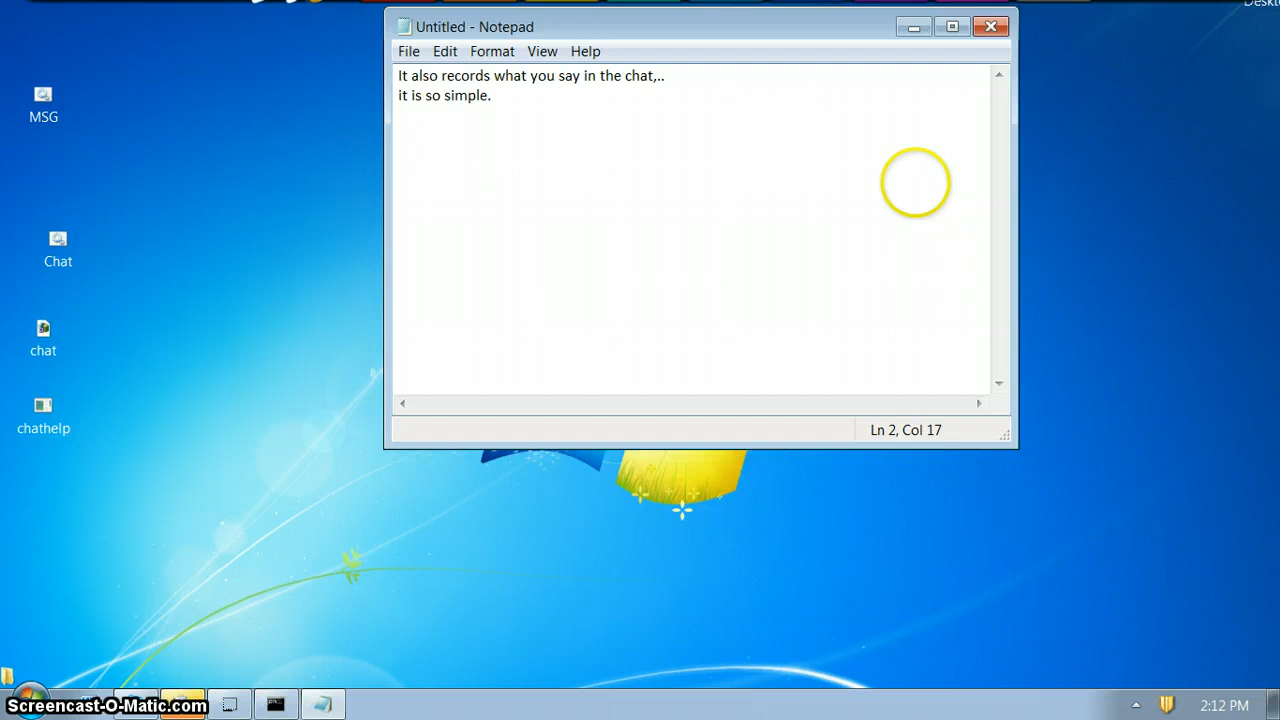 Deskto
Untitled - Notepad
File Edit Format View Help
It also records what you say in the chat,..
it is so simple.
MSG
Chat
chat
chathelp
Ln 2, Col 17
Screencast-O-Matic.com
2:12 PM